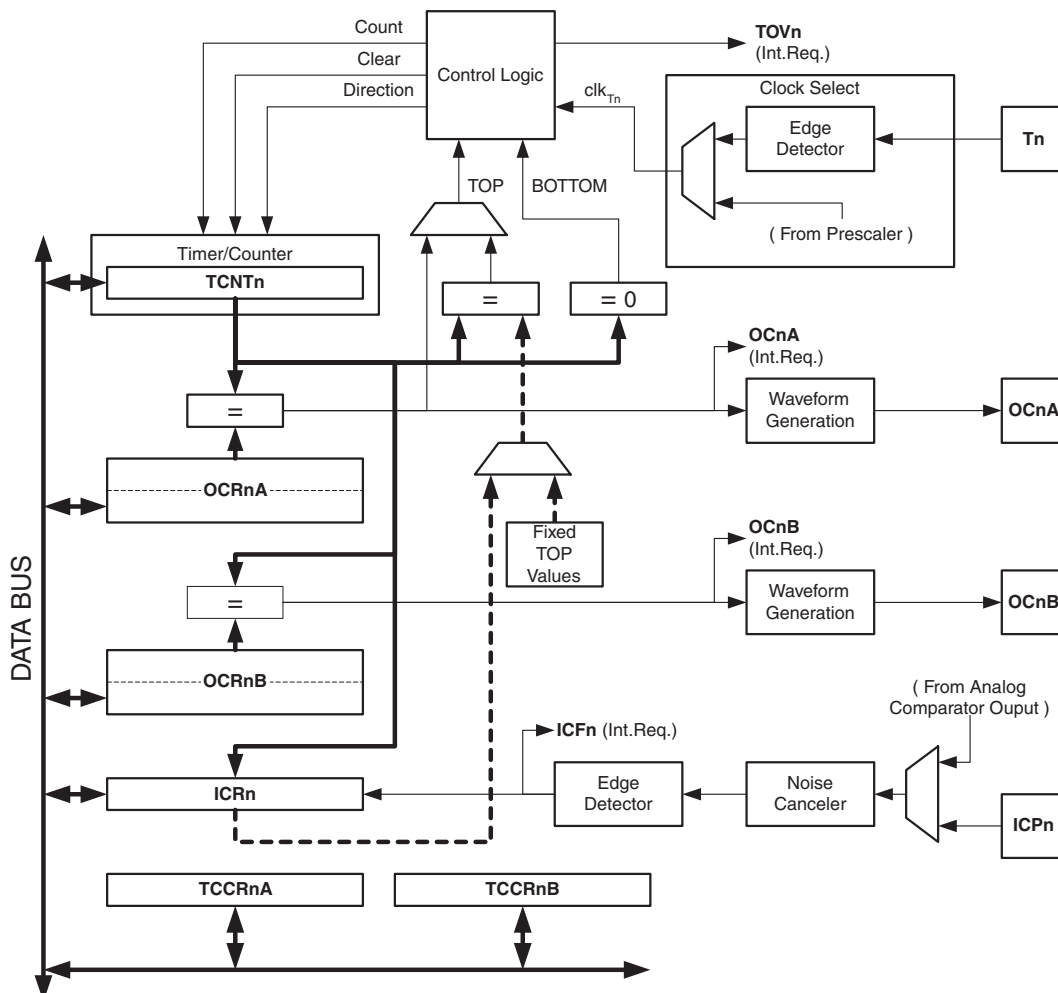 Count
Clear
Direction
Control Logic
TOVn
(Int.Req.)
clkTn
Clock Select
Edge
Detector
Tn
( From Prescaler )
TOP
BOTTOM
Timer/Counter
TCNTn
=
= 0
OCnA
(Int.Req.)
=
Waveform
Generation
OCnA
OCRnA
Fixed
TOP
Values
OCnB
(Int.Req.)
=
Waveform
Generation
OCnB
OCRnB
DATA BUS
( From Analog
Comparator Ouput )
ICFn (Int.Req.)
ICRn
Edge
Detector
Noise
Canceler
ICPn
TCCRnA
TCCRnB